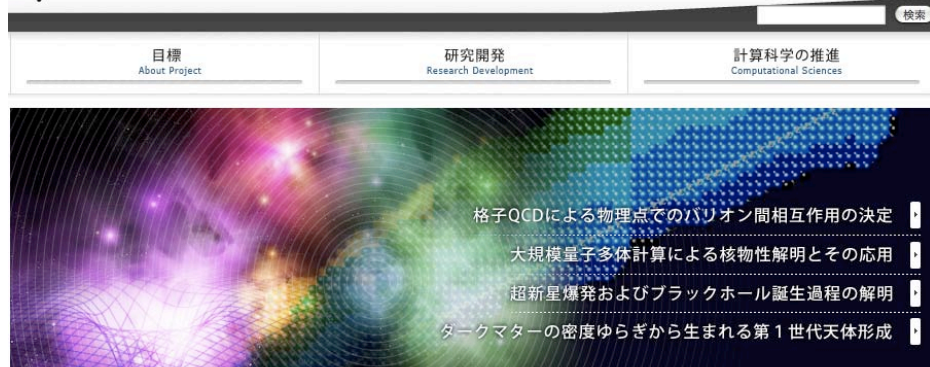 検索
目標
About Project
研究開発
Research Development
計算科学の推進
Computational Sciences
格子QCDによる物理点でのバリオン間相互作用の決定
大規模量子多体計算による核物性解明とその応用
超新星爆発およびブラックホール誕生過程の解明
ダークマターの密度ゆらぎから生まれる第1世代天体形成